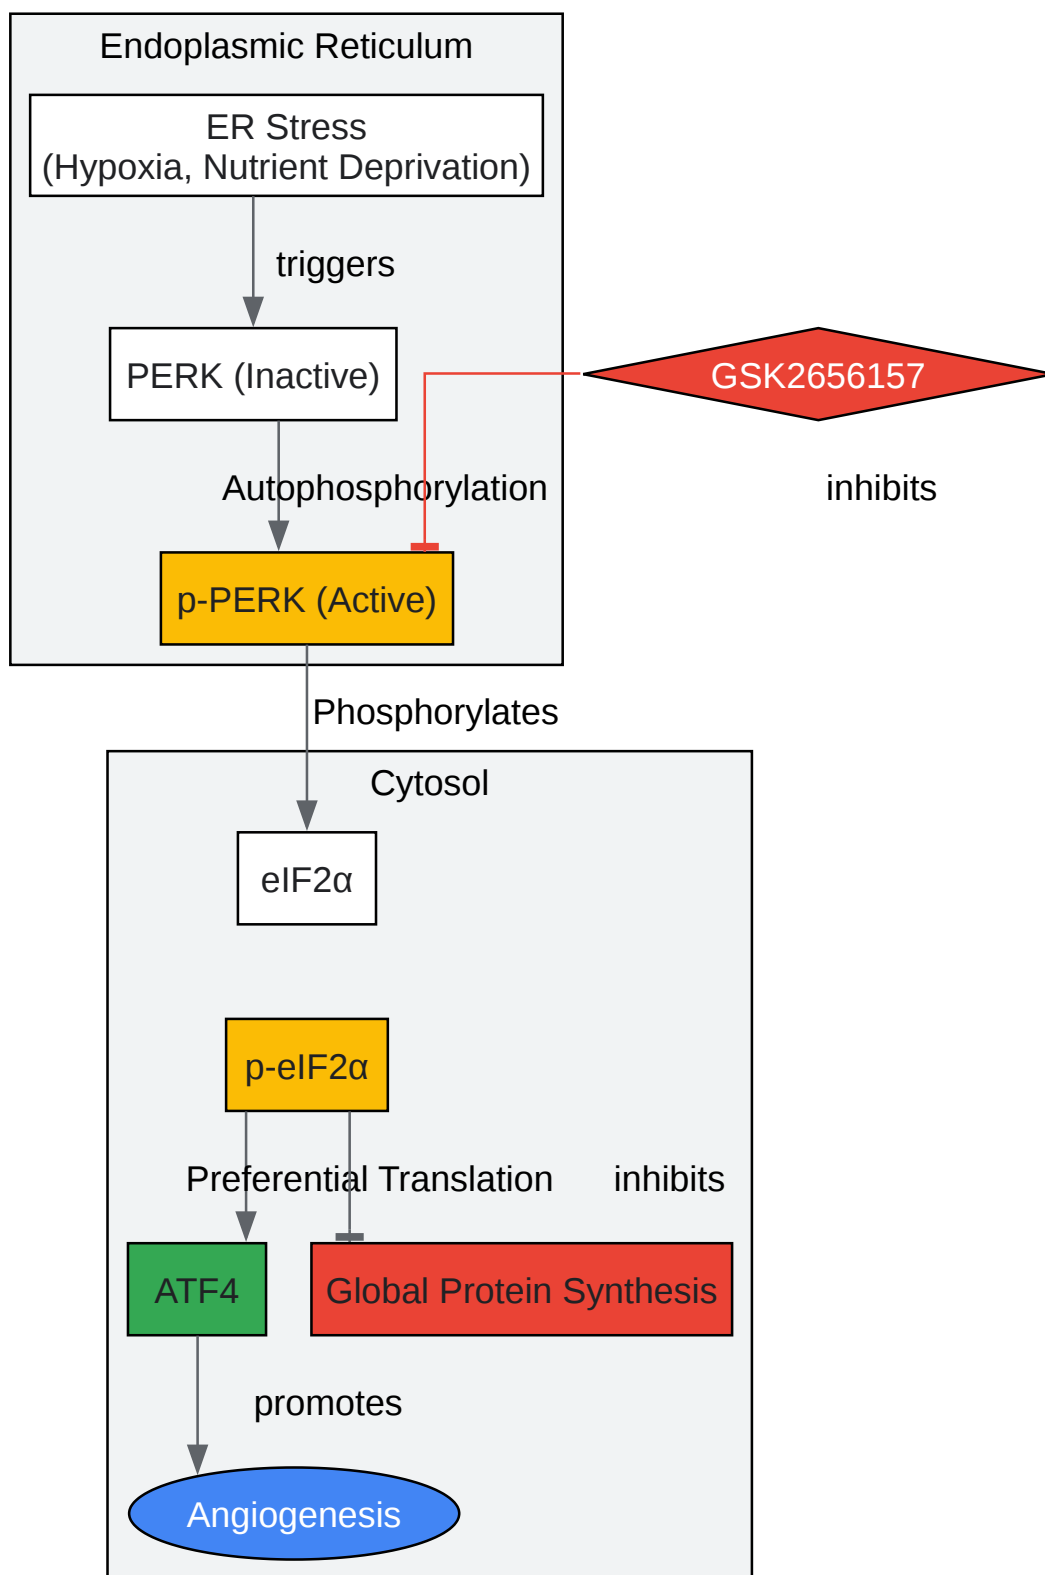 Endoplasmic Reticulum
ER Stress
(Hypoxia, Nutrient Deprivation)
triggers
PERK (Inactive)
GSK2656157
Autophosphorylation
inhibits
p-PERK (Active)
Phosphorylates
Cytosol
eIF2α
p-eIF2α
Preferential Translation
inhibits
ATF4
Global Protein Synthesis
promotes
Angiogenesis